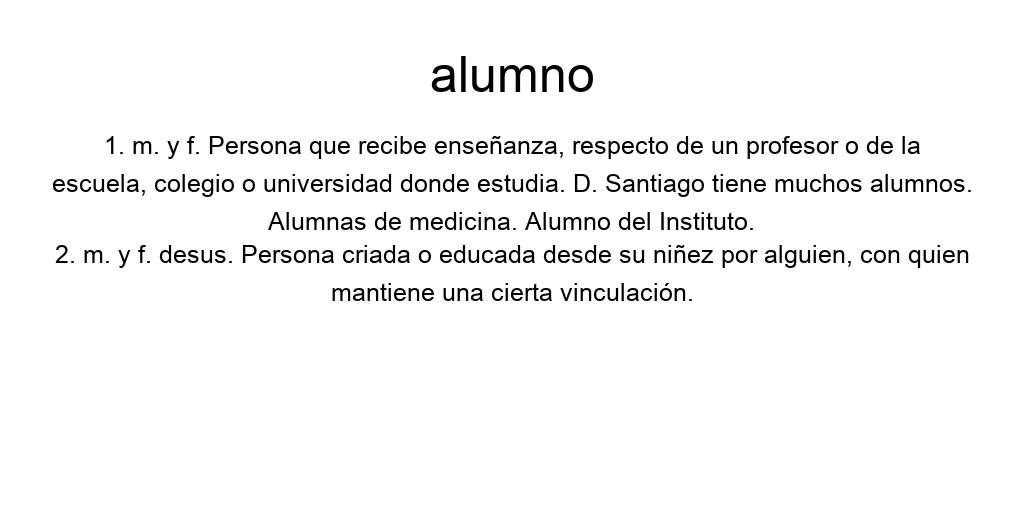 alumno
1. m. y f. Persona que recibe enseñanza, respecto de un profesor o de la
escuela, colegio o universidad donde estudia. D. Santiago tiene muchos alumnos.
Alumnas de medicina. Alumno del Instituto.
2. m. y f. desus. Persona criada o educada desde su niñez por alguien, con quien
mantiene una cierta vinculación.